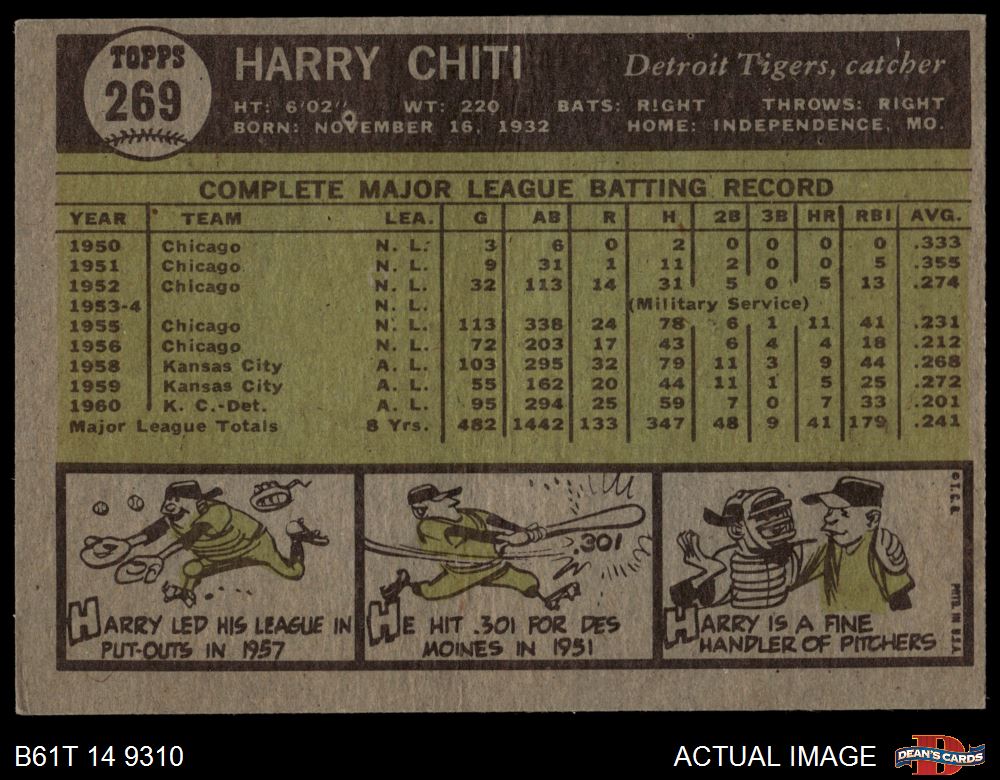 TOPPS
269
HARRY CHITI
Detroit Tigers, catcher
HT: 6'02" WT: 220 BATS: RIGHT THROWS: RIGHT
BORN: NOVEMBER 16, 1932 HOME: INDEPENDENCE, MO.
COMPLETE MAJOR LEAGUE BATTING RECORD
YEAR TEAM LEA. G AB R H 2B 3B HR RBI AVG.
1950 Chicago N. L. 3 6 0 2 0 0 0 0 .333
1951 Chicago N. L. 9 31 1 11 2 0 0 5 .355
1952 Chicago N. L. 32 113 14 31 5 0 5 13 .274
1953-4 N. L. (Military Service)
1955 Chicago N. L. 113 338 24 78 6 1 11 41 .231
1956 Chicago N. L. 72 203 17 43 6 4 4 18 .212
1958 Kansas City A. L. 103 295 32 79 11 3 9 44 .268
1959 Kansas City A. L. 55 162 20 44 11 1 5 25 .272
1960 K. C.-Det. A. L. 95 294 25 59 7 0 7 33 .201
Major League Totals 8 Yrs. 482 1442 133 347 48 9 41 179 .241
.301
HARRY LED HIS LEAGUE IN
PUT-OUTS IN 1957
HE HIT .301 FOR DES
MOINES IN 1951
HARRY IS A FINE
HANDLER OF PITCHERS
© T.C.G. PRTD. IN U.S.A.
B61T 14 9310
ACTUAL IMAGE
D
DEAN'S CARDS